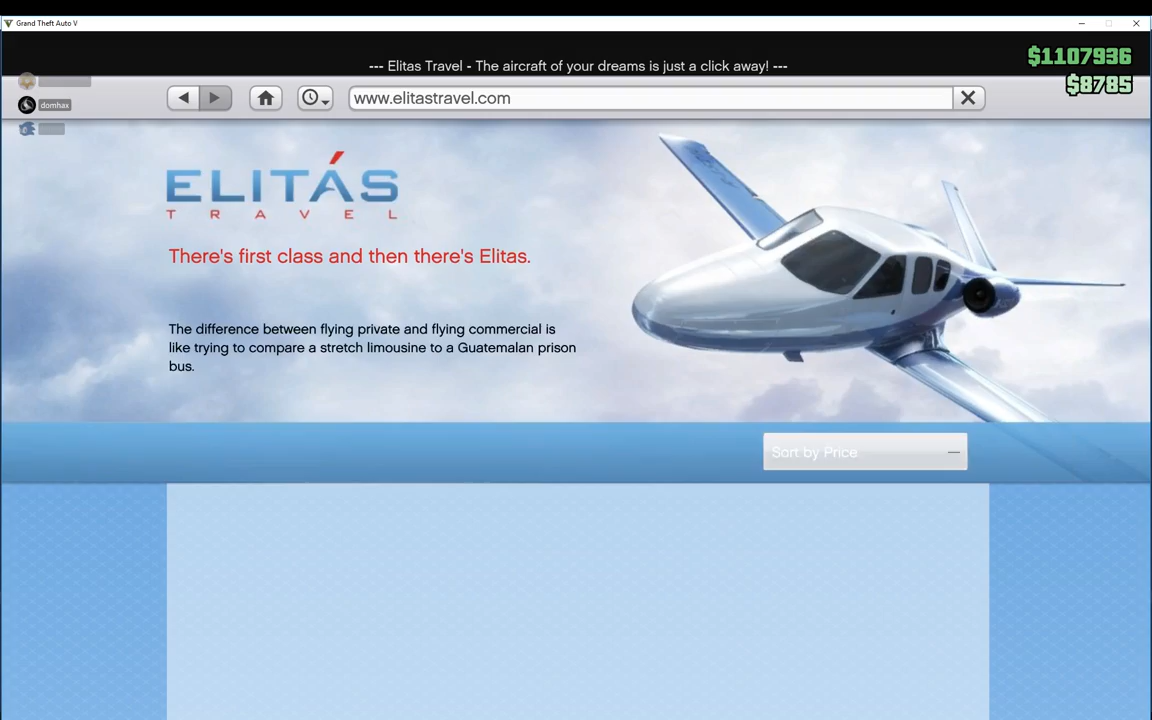 Grand Theft Auto V
--- Elitas Travel - The aircraft of your dreams is just a click away! ---
$1107936
$8785
domhax
www.elitastravel.com
ELITÁS
TRAVEL
There's first class and then there's Elitas.
The difference between flying private and flying commercial is
like trying to compare a stretch limousine to a Guatemalan prison
bus.
Sort by Price